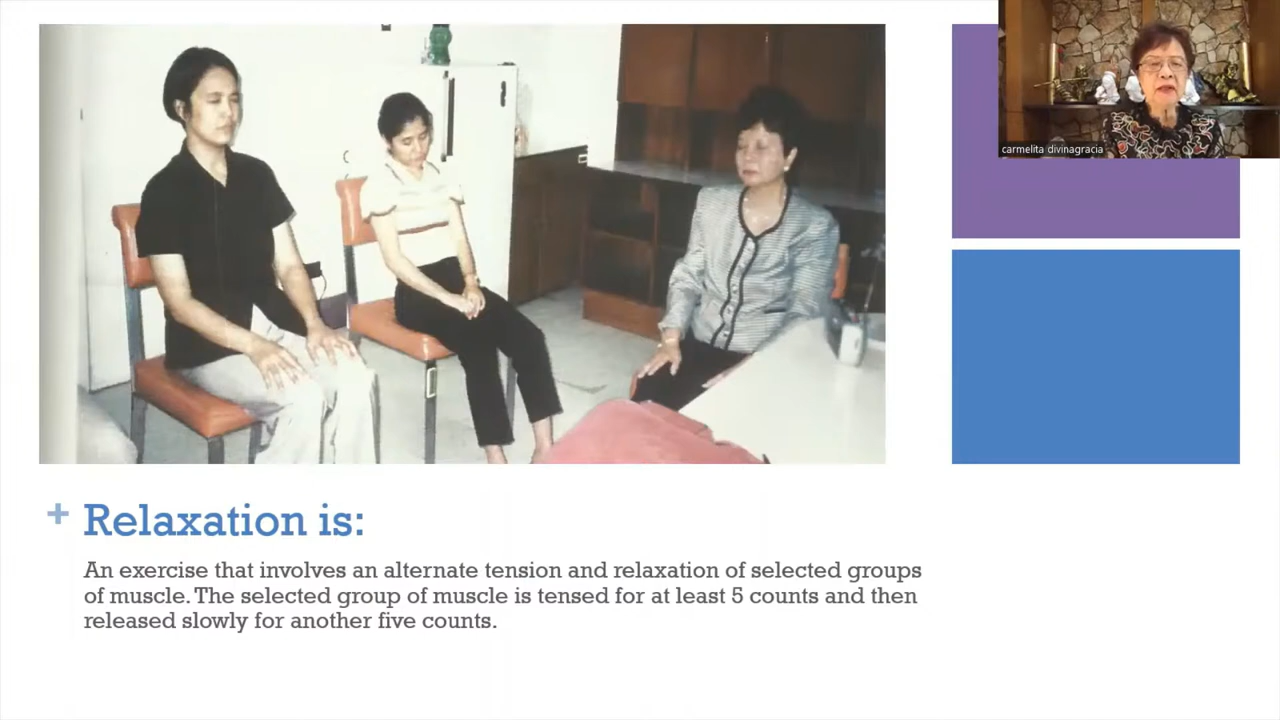 carmelita divinagracia
+ Relaxation is:
An exercise that involves an alternate tension and relaxation of selected groups
of muscle. The selected group of muscle is tensed for at least 5 counts and then
released slowly for another five counts.